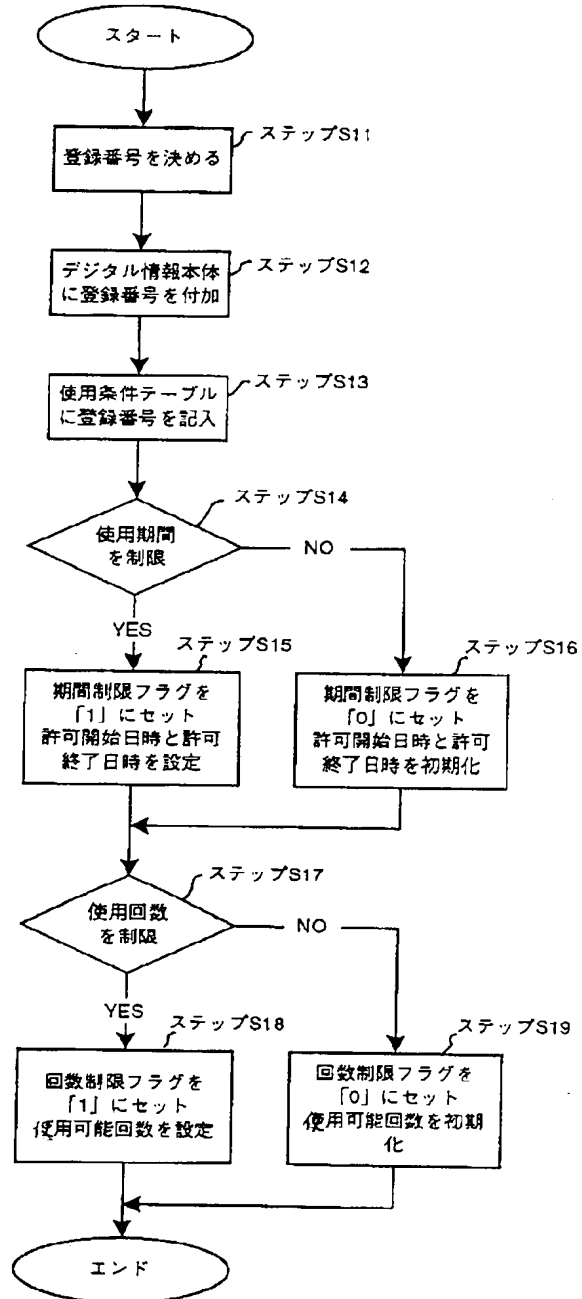 スタート
ステップS11
登録番号を決める
ステップS12
デジタル情報本体
に登録番号を付加
ステップS13
使用条件テーブル
に登録番号を記入
ステップS14
使用期間
を制限
NO
YES
ステップS15
期間制限フラグを
「1」にセット
許可開始日時と許可
終了日時を設定
ステップS16
期間制限フラグを
「0」にセット
許可開始日時と許可
終了日時を初期化
ステップS17
使用回数
を制限
NO
YES
ステップS18
回数制限フラグを
「1」にセット
使用可能回数を設定
ステップS19
回数制限フラグを
「0」にセット
使用可能回数を初期
化
エンド